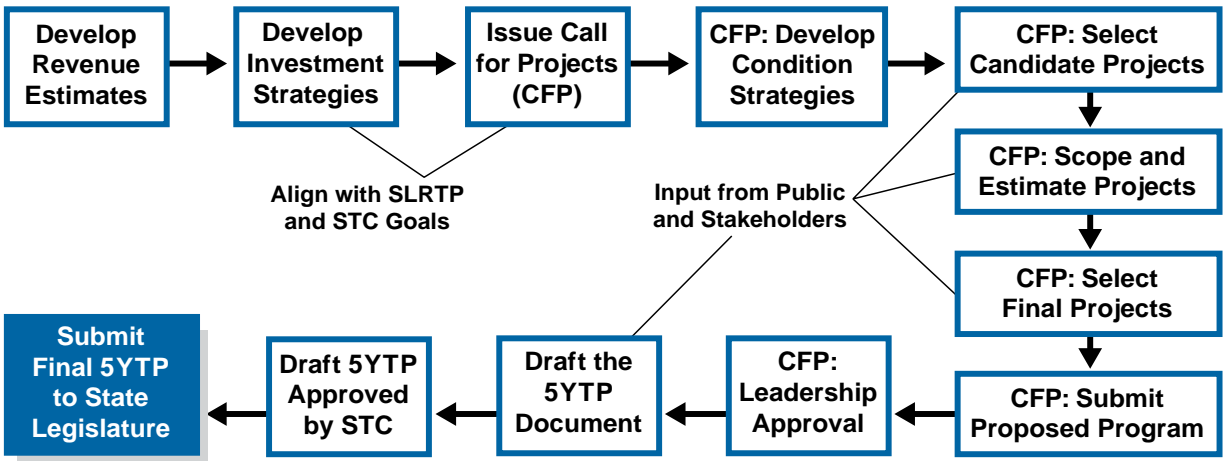 Develop
Revenue
Estimates
Develop
Investment
Strategies
Issue Call
for Projects
(CFP)
CFP: Develop
Condition
Strategies
CFP: Select
Candidate Projects
CFP: Scope and
Estimate Projects
Align with SLRTP
and STC Goals
Input from Public
and Stakeholders
CFP: Select
Final Projects
CFP: Submit
Proposed Program
CFP:
Leadership
Approval
Draft the
5YTP
Document
Draft 5YTP
Approved
by STC
Submit
Final 5YTP
to State
Legislature